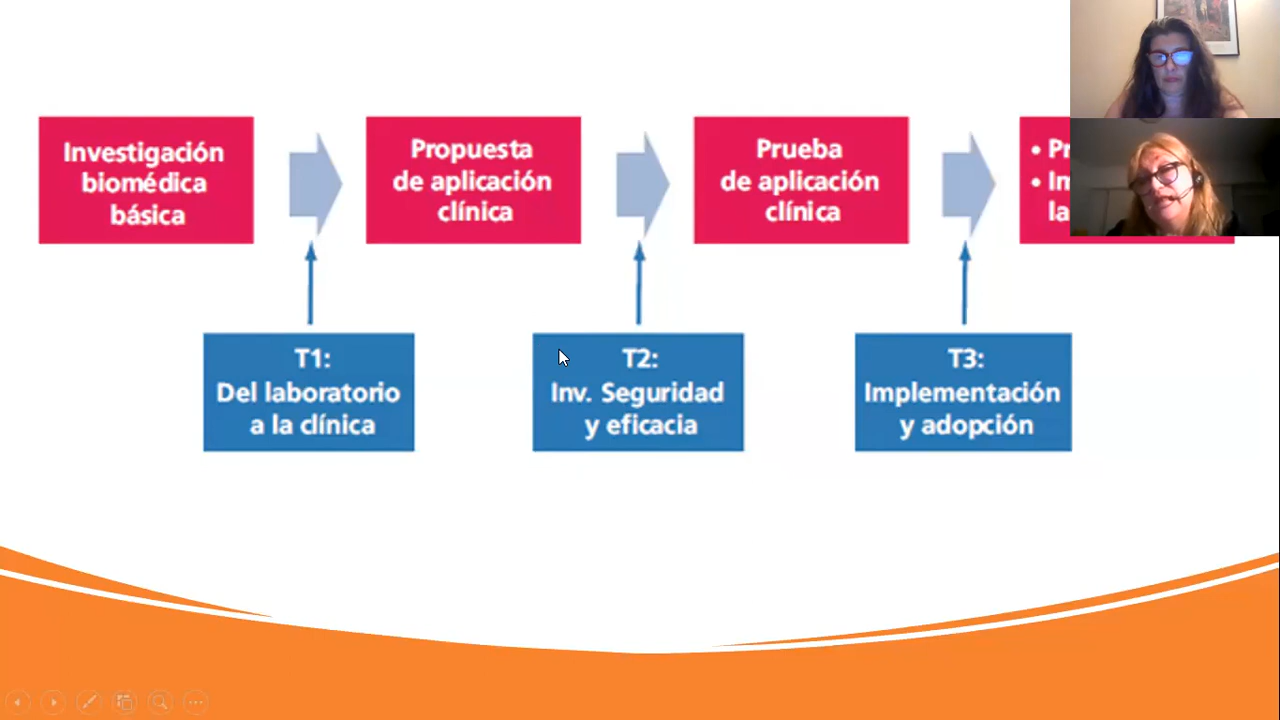 Investigación
biomédica
básica
Propuesta
de aplicación
clínica
Prueba
de aplicación
clínica
T1:
Del laboratorio
a la clínica
T2:
Inv. Seguridad
y eficacia
T3:
Implementación
y adopción